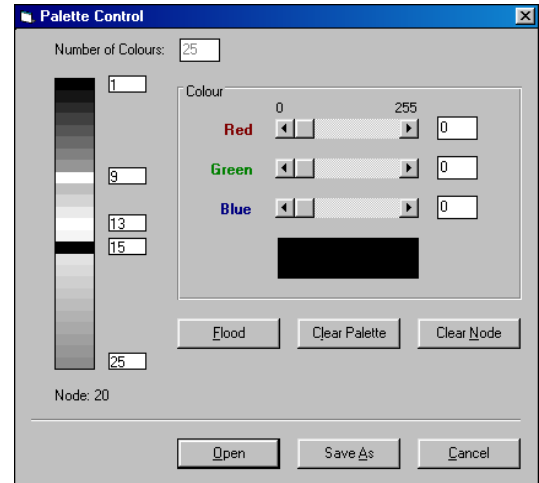 Palette Control
Number of Colours: 25
1
9
13
15
25
Node: 20
Colour
0 255
Red 0
Green 0
Blue 0
Flood Clear Palette Clear Node
Open Save As Cancel